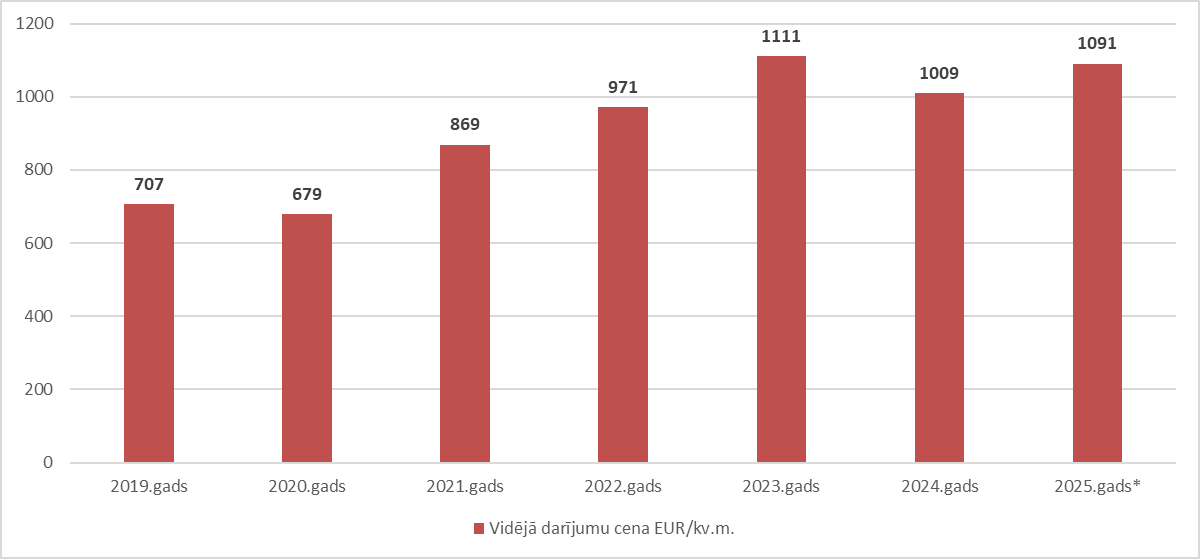 1200
1000
800
600
400
200
0
707
679
869
971
1111
1009
1091
2019.gads
2020.gads
2021.gads
2022.gads
2023.gads
2024.gads
2025.gads*
Vidējā darījumu cena EUR/kv.m.